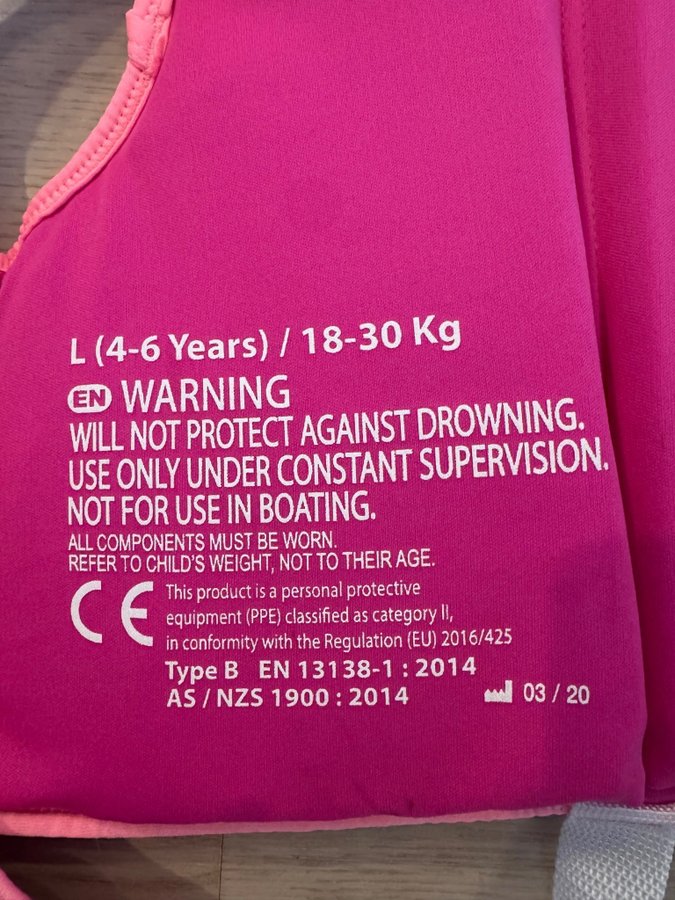 L (4-6 Years) / 18-30 Kg
EN WARNING
WILL NOT PROTECT AGAINST DROWNING.
USE ONLY UNDER CONSTANT SUPERVISION.
NOT FOR USE IN BOATING.
ALL COMPONENTS MUST BE WORN.
REFER TO CHILD'S WEIGHT, NOT TO THEIR AGE.
CE
This product is a personal protective
equipment (PPE) classified as category II,
in conformity with the Regulation (EU) 2016/425
Type B EN 13138-1 : 2014
AS / NZS 1900 : 2014
03 / 20